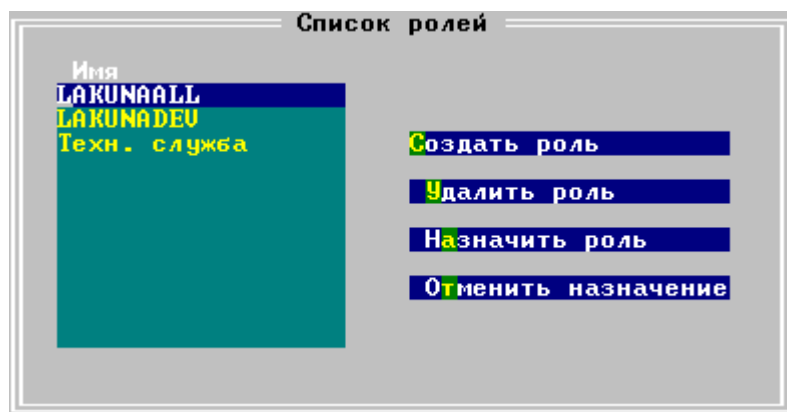 Список ролей
Имя
LAKUNAALL
LAKUNADEV
Техн. служба
Создать роль
Удалить роль
Назначить роль
Отменить назначение